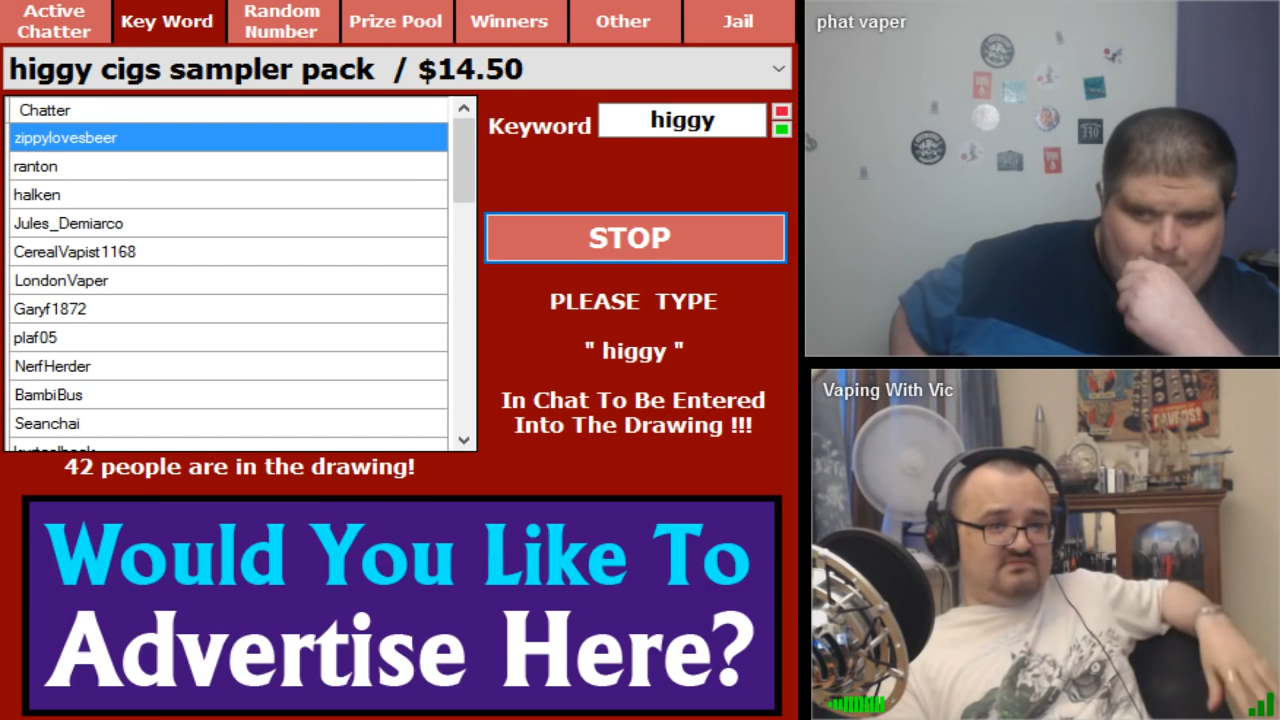 Active
Chatter
Key Word
Random
Number
Prize Pool
Winners
Other
Jail
higgy cigs sampler pack / $14.50
Chatter
zippylovesbeer
ranton
halken
Jules_Demiarco
CerealVapist1168
LondonVaper
Garyf1872
plaf05
NerfHerder
BambiBus
Seanchai
Keyword
higgy
STOP
PLEASE TYPE
" higgy "
In Chat To Be Entered
Into The Drawing !!!
42 people are in the drawing!
Would You Like To
Advertise Here?
phat vaper
Vaping With Vic